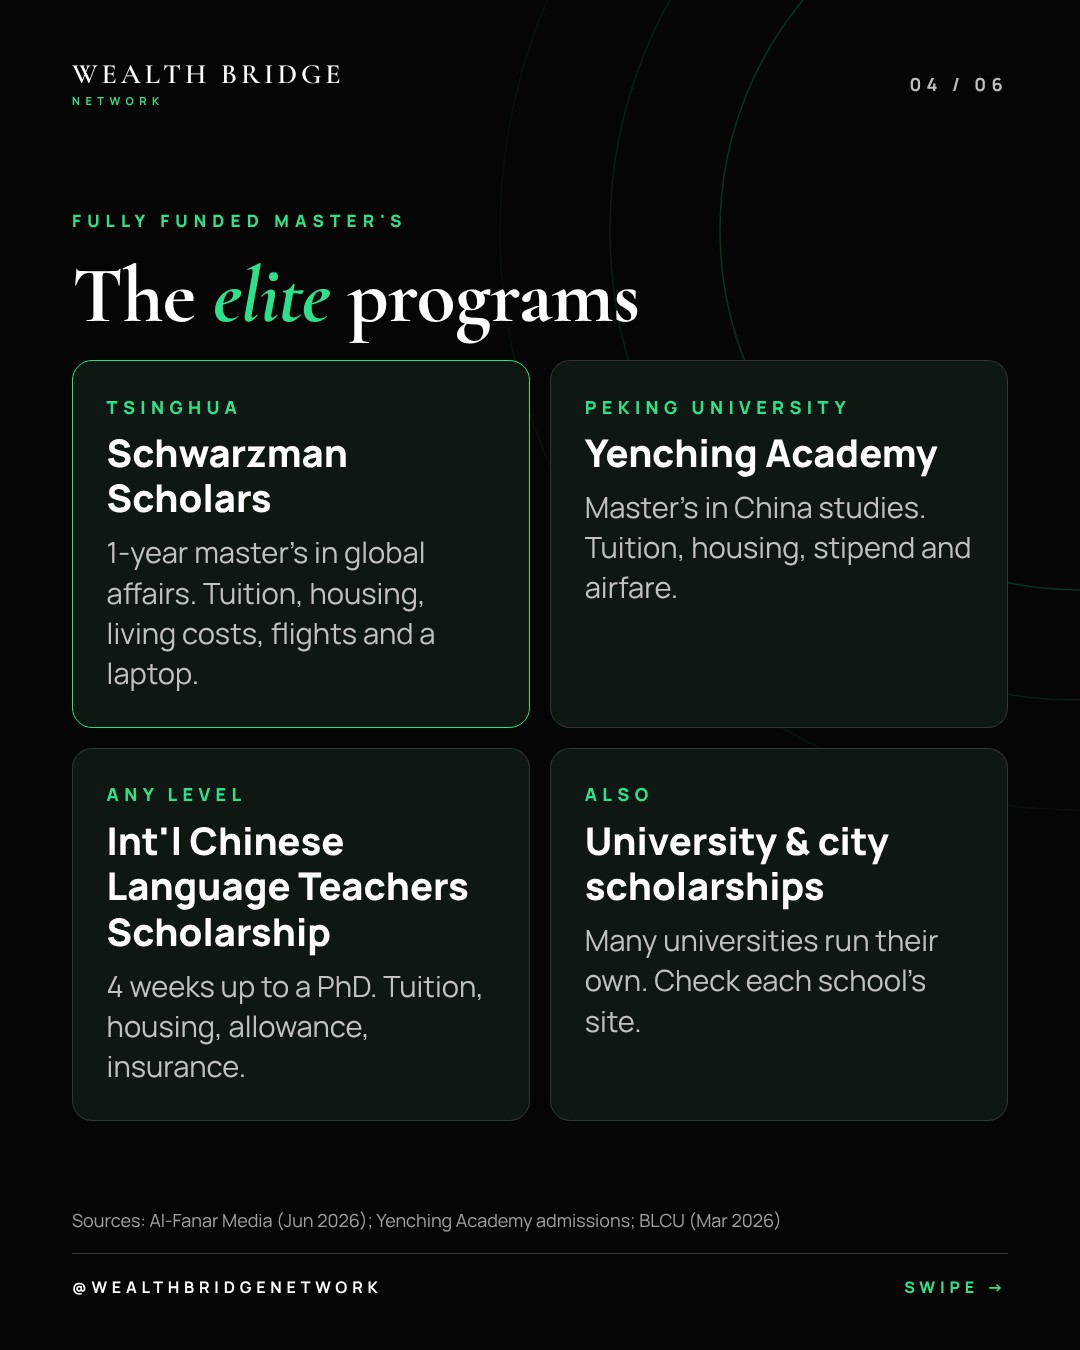 WEALTH BRIDGE
NETWORK
04 / 06
FULLY FUNDED MASTER'S
The elite programs
TSINGHUA
Schwarzman
Scholars
1-year master’s in global
affairs. Tuition, housing,
living costs, flights and a
laptop.
PEKING UNIVERSITY
Yenching Academy
Master’s in China studies.
Tuition, housing, stipend and
airfare.
ANY LEVEL
Int'l Chinese
Language Teachers
Scholarship
4 weeks up to a PhD. Tuition,
housing, allowance,
insurance.
ALSO
University & city
scholarships
Many universities run their
own. Check each school’s
site.
Sources: Al-Fanar Media (Jun 2026); Yenching Academy admissions; BLCU (Mar 2026)
@WEALTHBRIDGENETWORK
SWIPE →